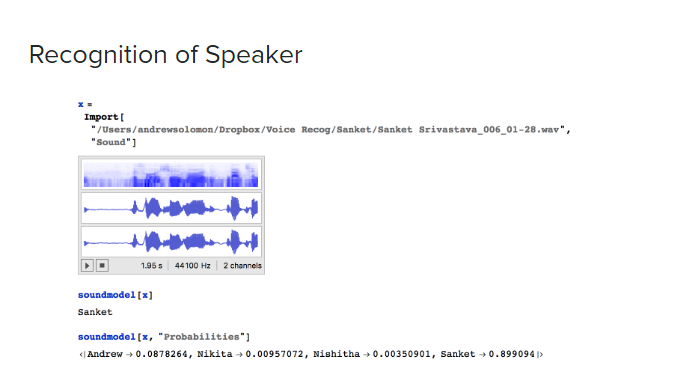 Recognition of Speaker
x =
Import[
"/Users/andrewsolomon/Dropbox/Voice Recog/Sanket/Sanket Srivastava_006_01-28.wav",
"Sound"]
1.95 s | 44100 Hz | 2 channels
soundmodel[x]
Sanket
soundmodel[x, "Probabilities"]
<|Andrew → 0.0878264, Nikita → 0.00957072, Nishitha → 0.00350901, Sanket → 0.899094|>